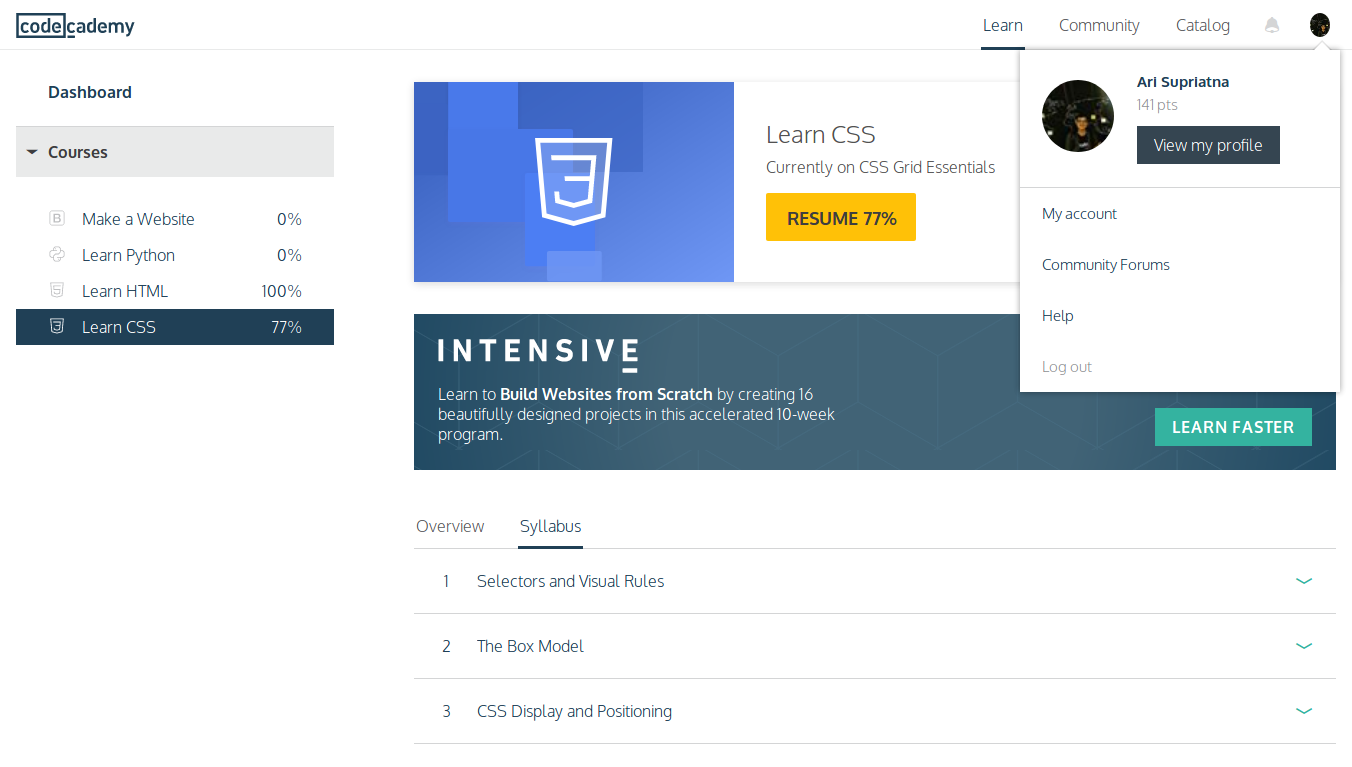 codecademy
Learn Community Catalog
Dashboard
Courses
Make a Website 0%
Learn Python 0%
Learn HTML 100%
Learn CSS 77%
Learn CSS
Currently on CSS Grid Essentials
RESUME 77%
Ari Supriatna
141 pts
View my profile
My account
Community Forums
Help
Log out
INTENSIVE
Learn to Build Websites from Scratch by creating 16
beautifully designed projects in this accelerated 10-week
program.
LEARN FASTER
Overview Syllabus
1 Selectors and Visual Rules
2 The Box Model
3 CSS Display and Positioning